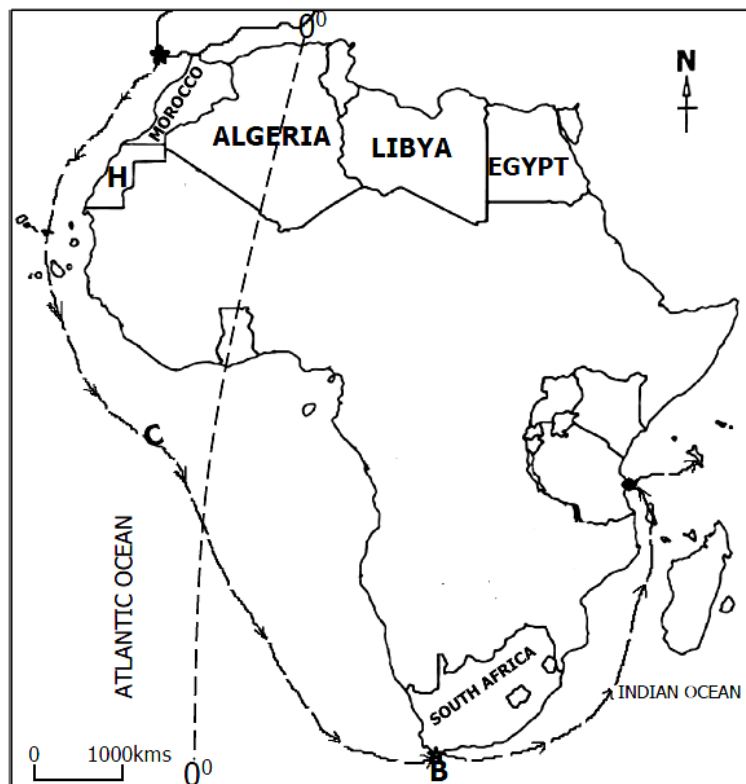 0⁰
N
MOROCCO
ALGERIA
LIBYA
EGYPT
H
C
ATLANTIC OCEAN
SOUTH AFRICA
INDIAN OCEAN
0 1000kms
0⁰
B